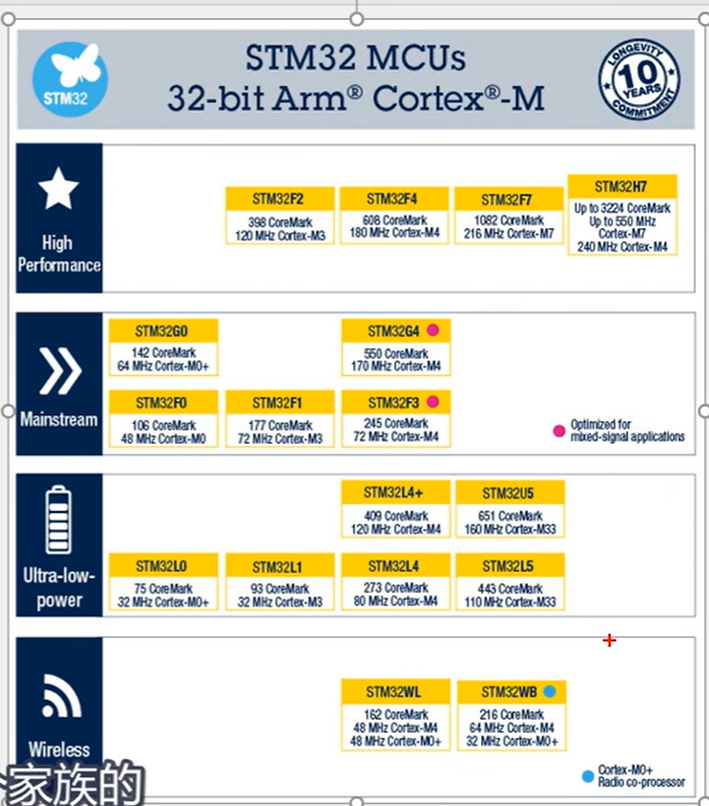 STM32 MCUs
32-bit Arm® Cortex®-M
STM32
LONGEVITY
10
YEARS
COMMITMENT
High
Performance
STM32F2
398 CoreMark
120 MHz Cortex-M3
STM32F4
608 CoreMark
180 MHz Cortex-M4
STM32F7
1082 CoreMark
216 MHz Cortex-M7
STM32H7
Up to 3224 CoreMark
Up to 550 MHz
Cortex-M7
240 MHz Cortex-M4
Mainstream
STM32G0
142 CoreMark
64 MHz Cortex-M0+
STM32G4
550 CoreMark
170 MHz Cortex-M4
STM32F0
106 CoreMark
48 MHz Cortex-M0
STM32F1
177 CoreMark
72 MHz Cortex-M3
STM32F3
245 CoreMark
72 MHz Cortex-M4
Optimized for
mixed-signal applications
Ultra-low-
power
STM32L4+
409 CoreMark
120 MHz Cortex-M4
STM32U5
651 CoreMark
160 MHz Cortex-M33
STM32L0
75 CoreMark
32 MHz Cortex-M0+
STM32L1
93 CoreMark
32 MHz Cortex-M3
STM32L4
273 CoreMark
80 MHz Cortex-M4
STM32L5
443 CoreMark
110 MHz Cortex-M33
Wireless
STM32WL
162 CoreMark
48 MHz Cortex-M4
48 MHz Cortex-M0+
STM32WB
216 CoreMark
64 MHz Cortex-M4
32 MHz Cortex-M0+
Cortex-M0+
Radio co-processor
家族的